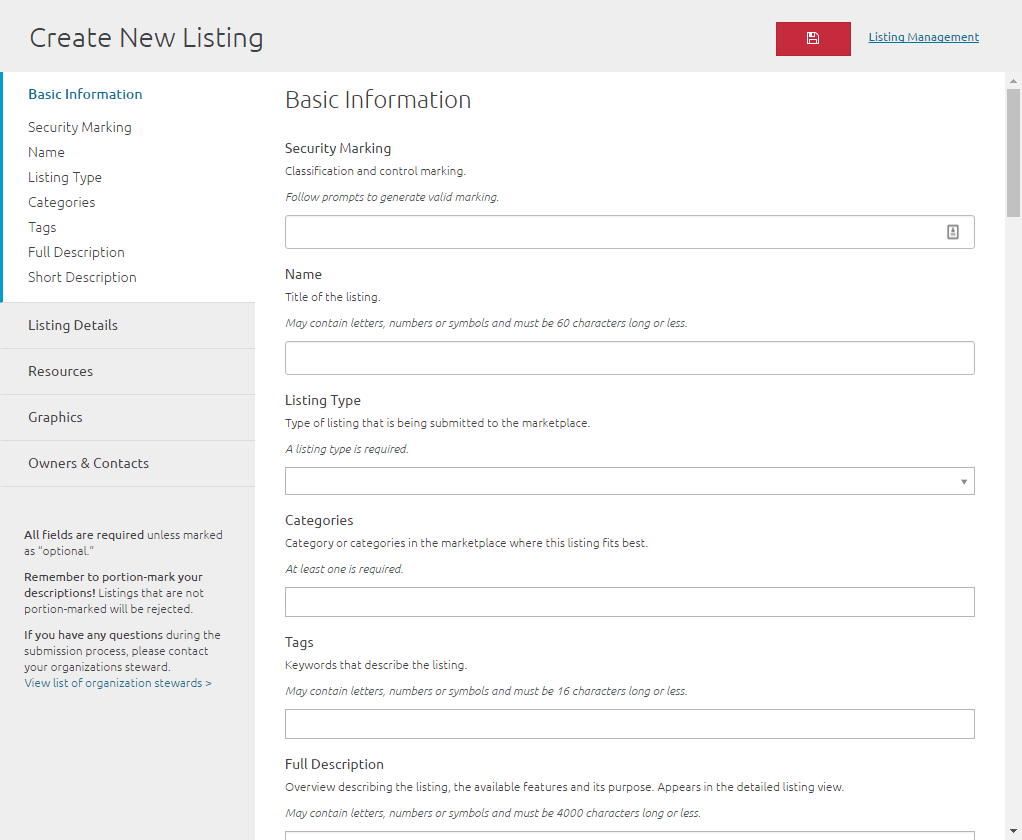 Create New Listing
Listing Management
Basic Information
Security Marking
Name
Listing Type
Categories
Tags
Full Description
Short Description
Listing Details
Resources
Graphics
Owners & Contacts
All fields are required unless marked
as "optional."
Remember to portion-mark your
descriptions! Listings that are not
portion-marked will be rejected.
If you have any questions during the
submission process, please contact
your organizations steward.
View list of organization stewards >
Basic Information
Security Marking
Classification and control marking.
Follow prompts to generate valid marking.
Name
Title of the listing.
May contain letters, numbers or symbols and must be 60 characters long or less.
Listing Type
Type of listing that is being submitted to the marketplace.
A listing type is required.
Categories
Category or categories in the marketplace where this listing fits best.
At least one is required.
Tags
Keywords that describe the listing.
May contain letters, numbers or symbols and must be 16 characters long or less.
Full Description
Overview describing the listing, the available features and its purpose. Appears in the detailed listing view.
May contain letters, numbers or symbols and must be 4000 characters long or less.